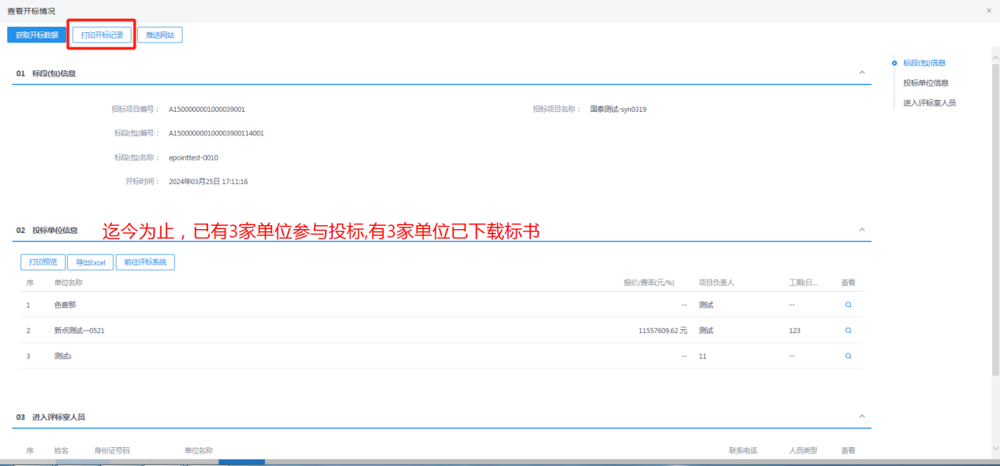 查看开标情况
获取开标数据 打印开标记录 推送网站
01 标段(包)信息
招标项目编号： A1500000001000039001 招标项目名称： 国泰测试-syn0319
标段(包)编号： A150000000100003900114001
标段(包)名称： epointtest-0010
开标时间： 2024年03月25日 17:11:16
标段(包)信息
投标单位信息
进入评标室人员
02 投标单位信息 迄今为止，已有3家单位参与投标,有3家单位已下载标书
打印预览 导出Excel 前往评标系统
序 单位名称 报价/费率(元/%) 项目负责人 工期(日... 查看
1 色音那 -- 测试 --
2 新点测试—0521 11557609.62 元 测试 123
3 测试s -- 11 --
03 进入评标室人员
序 姓名 身份证号码 单位名称 联系电话 人员类型 查看